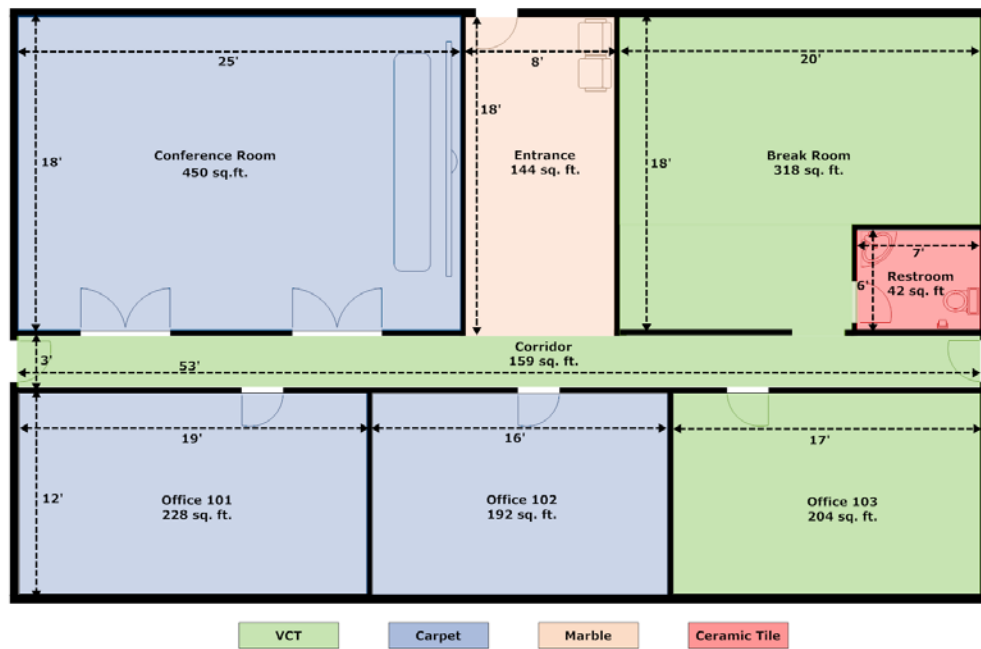 25'
8'
20'
18'
18'
18'
Conference Room
450 sq.ft.
Entrance
144 sq. ft.
Break Room
318 sq. ft.
7'
6'
Restroom
42 sq. ft
3'
53'
Corridor
159 sq. ft.
19'
16'
17'
12'
Office 101
228 sq. ft.
Office 102
192 sq. ft.
Office 103
204 sq. ft.
VCT
Carpet
Marble
Ceramic Tile